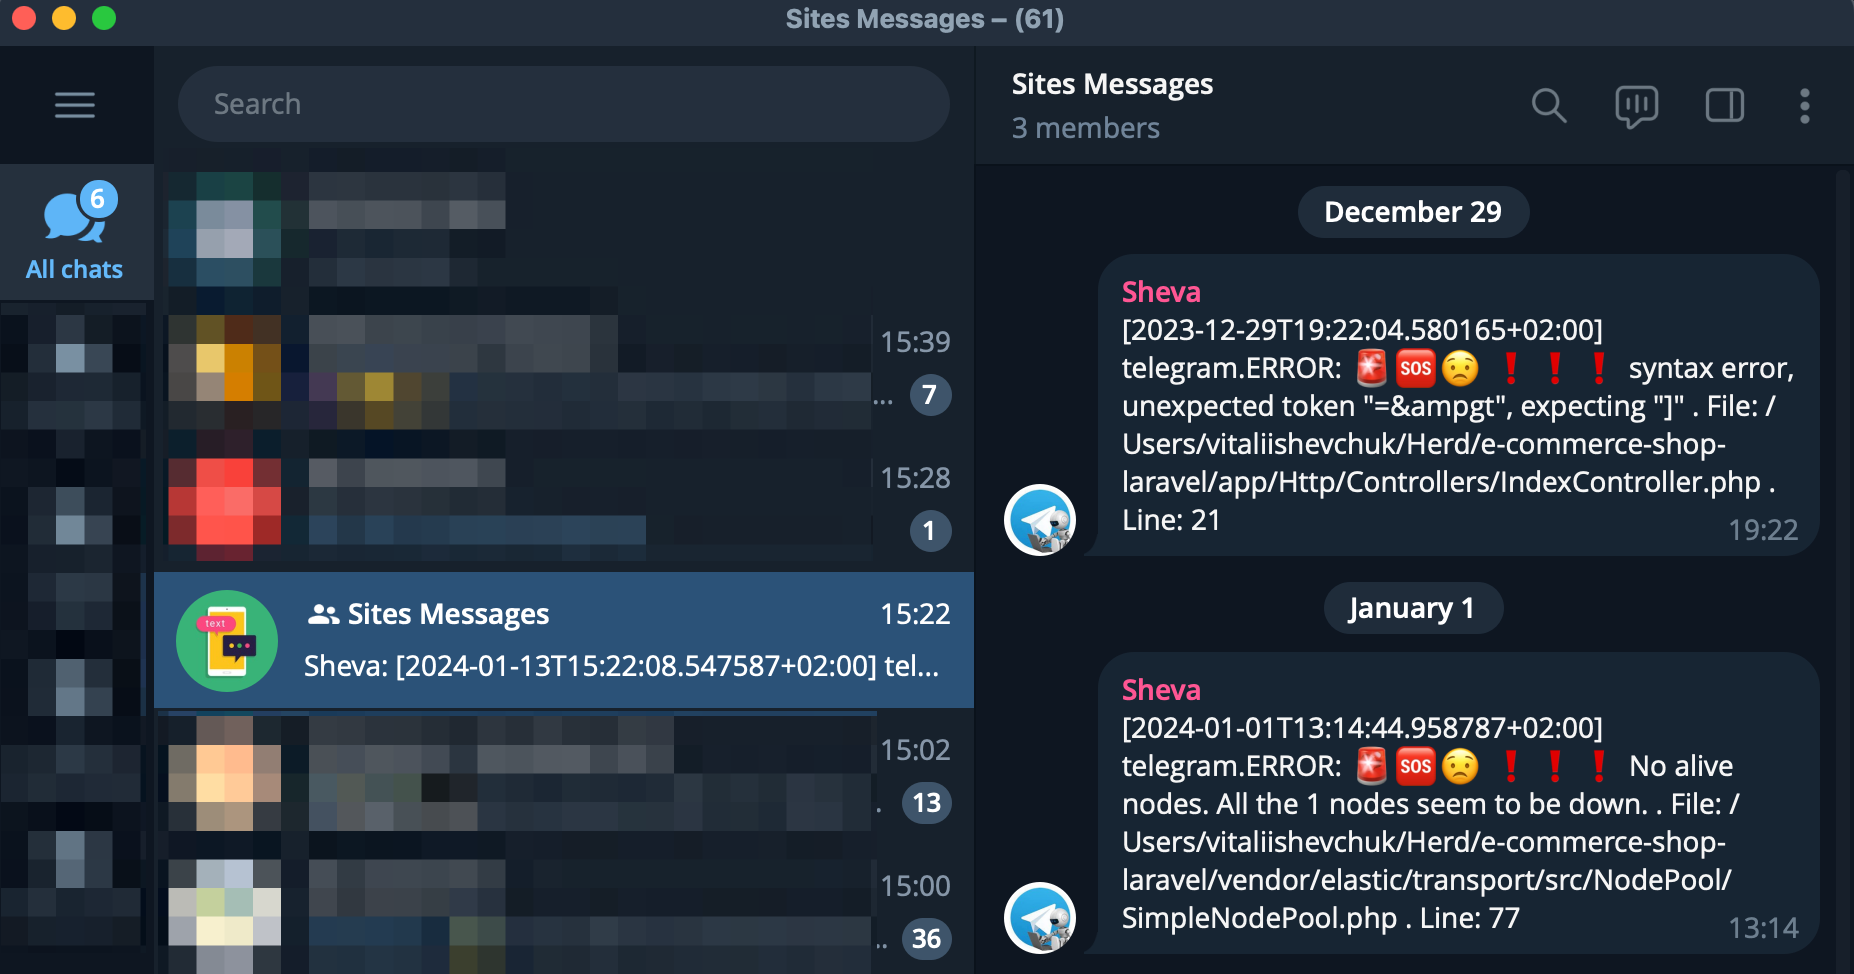 Sites Messages – (61)
Search
6
All chats
15:39
... 7
15:28
1
text
Sites Messages 15:22
Sheva: [2024-01-13T15:22:08.547587+02:00] tel...
15:02
. 13
15:00
.. 36
Sites Messages
3 members
December 29
Sheva
[2023-12-29T19:22:04.580165+02:00]
telegram.ERROR: 🚨🆘😟❗❗❗ syntax error,
unexpected token "=&ampgt", expecting "]" . File: /
Users/vitaliishevchuk/Herd/e-commerce-shop-
laravel/app/Http/Controllers/IndexController.php .
Line: 21
19:22
January 1
Sheva
[2024-01-01T13:14:44.958787+02:00]
telegram.ERROR: 🚨🆘😟❗❗❗ No alive
nodes. All the 1 nodes seem to be down. . File: /
Users/vitaliishevchuk/Herd/e-commerce-shop-
laravel/vendor/elastic/transport/src/NodePool/
SimpleNodePool.php . Line: 77
13:14